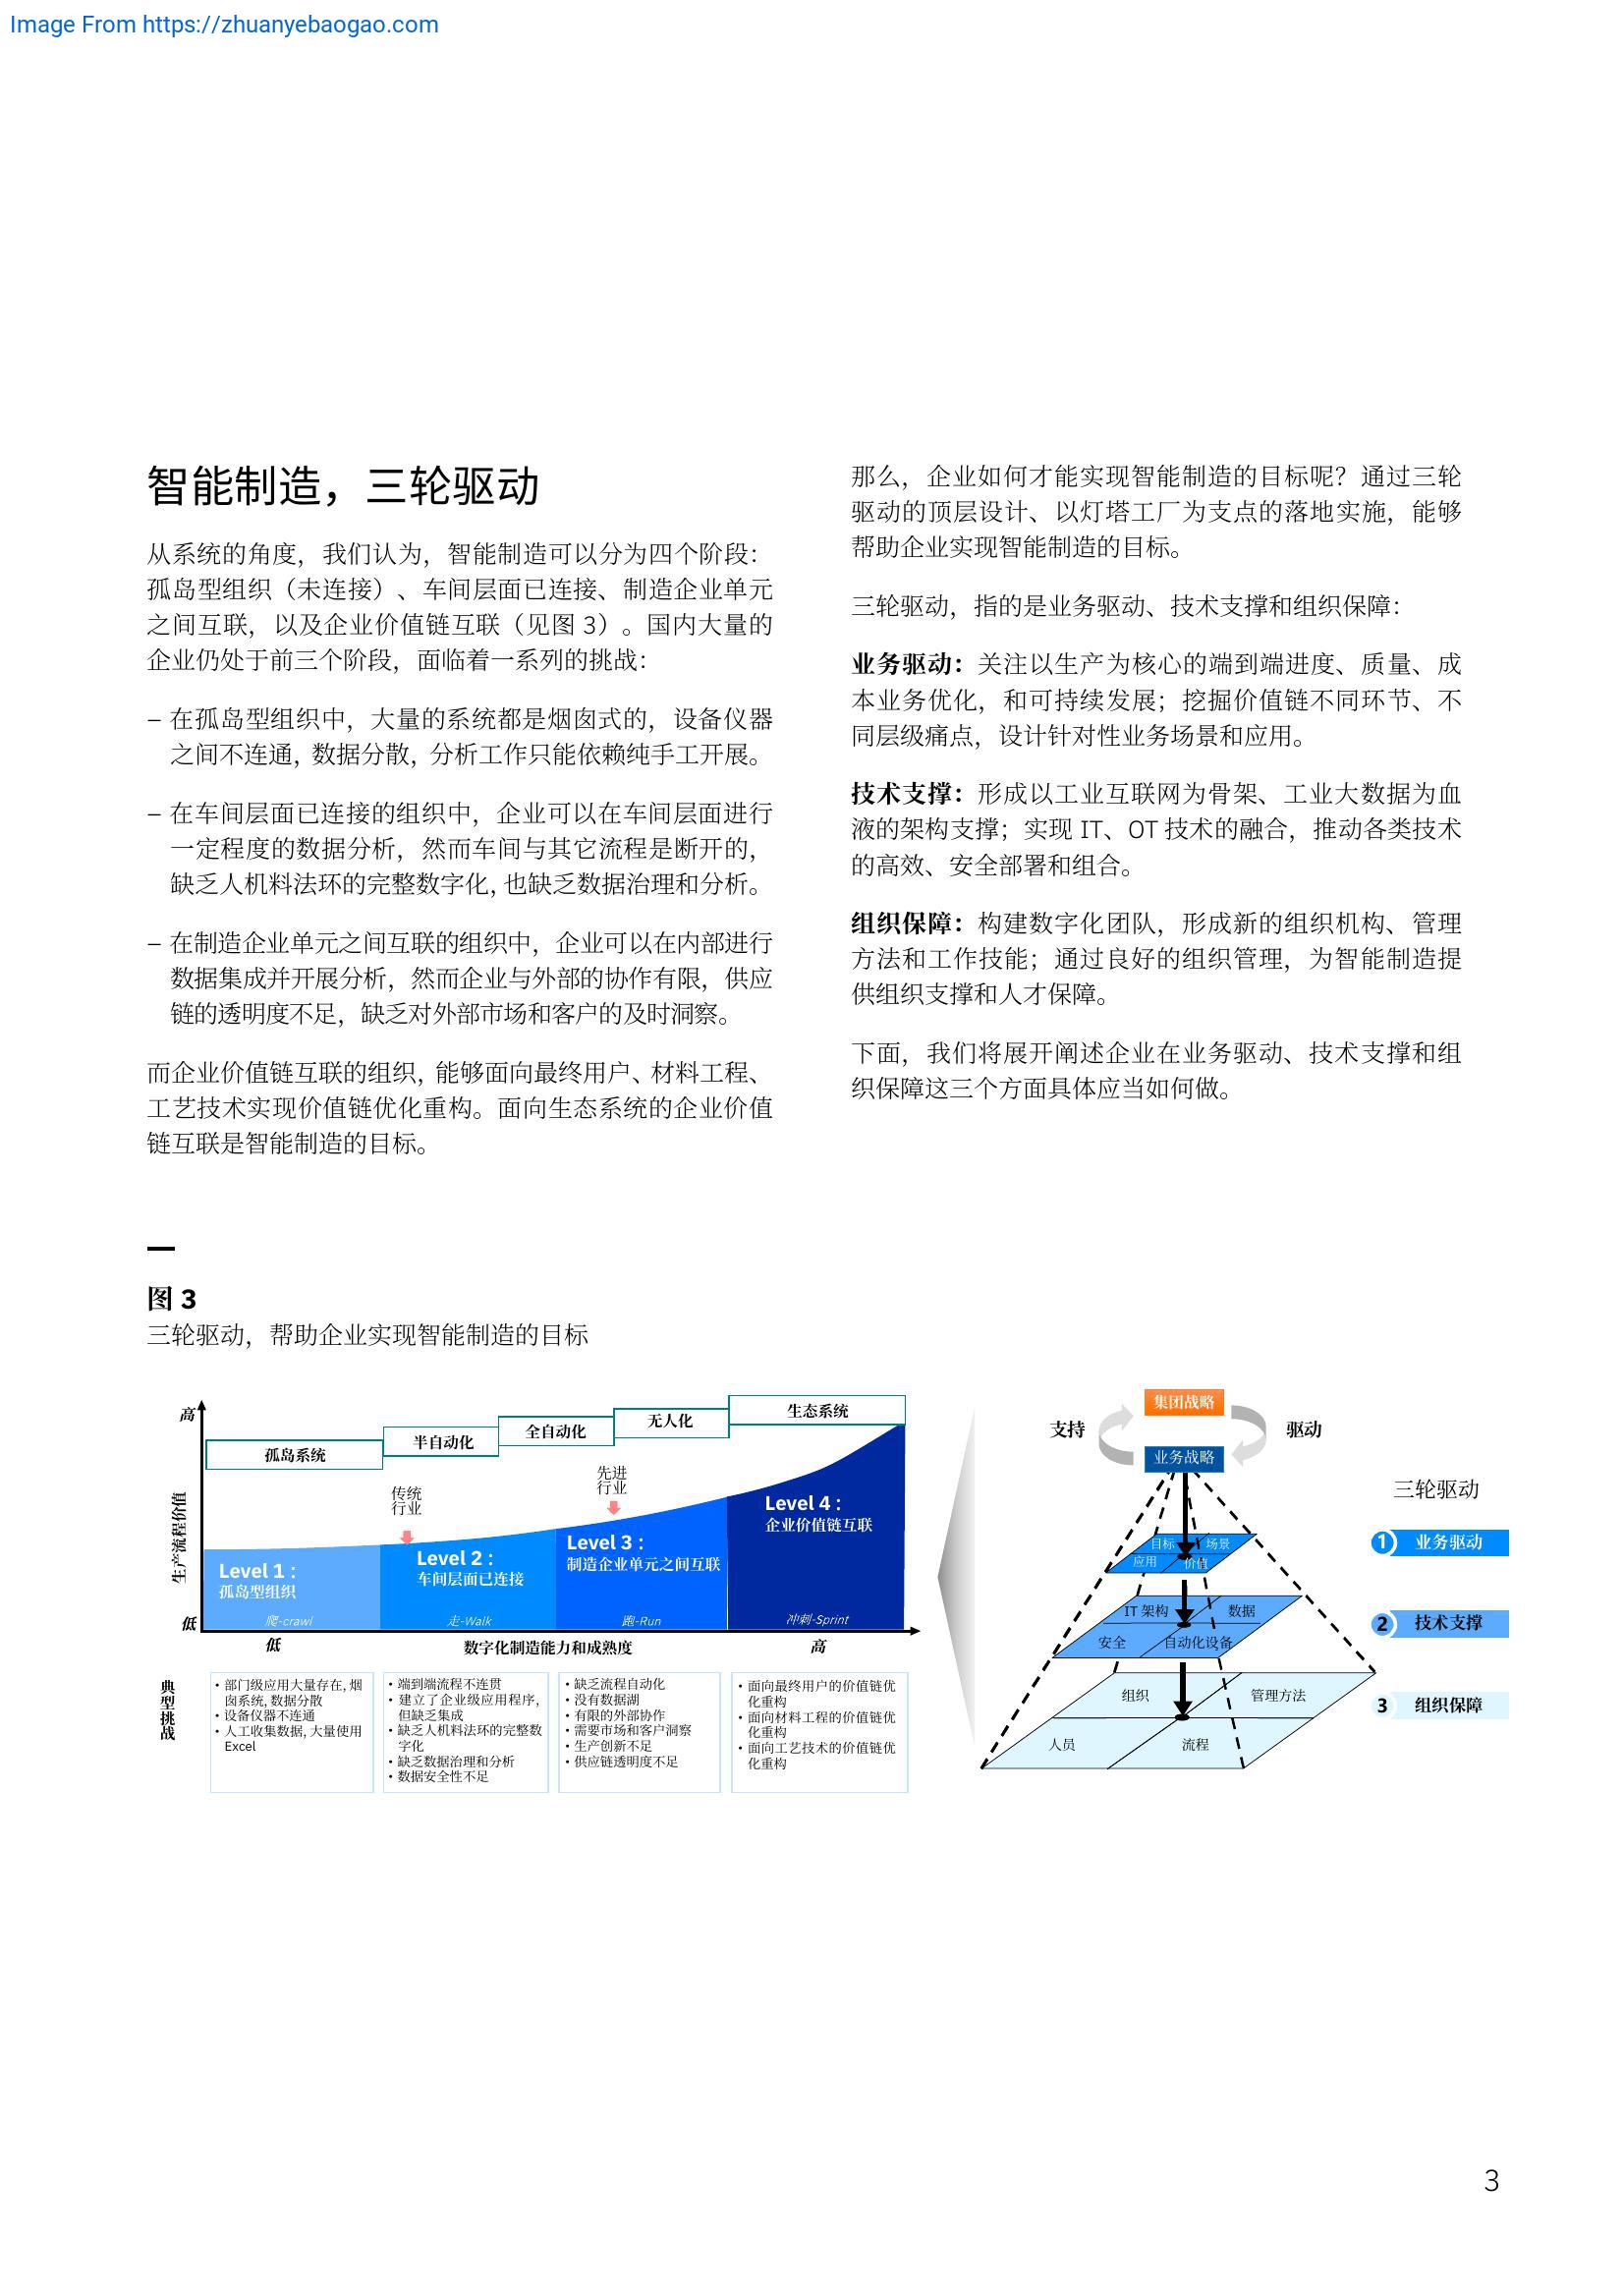 Image From https://zhuanyebaogao.com
智能制造，三轮驱动
从系统的角度，我们认为，智能制造可以分为四个阶段：
孤岛型组织（未连接）、车间层面已连接、制造企业单元
之间互联，以及企业价值链互联（见图 3）。国内大量的
企业仍处于前三个阶段，面临着一系列的挑战：
– 在孤岛型组织中，大量的系统都是烟囱式的，设备仪器
之间不连通，数据分散，分析工作只能依赖纯手工开展。
– 在车间层面已连接的组织中，企业可以在车间层面进行
一定程度的数据分析，然而车间与其它流程是断开的，
缺乏人机料法环的完整数字化，也缺乏数据治理和分析。
– 在制造企业单元之间互联的组织中，企业可以在内部进行
数据集成并开展分析，然而企业与外部的协作有限，供应
链的透明度不足，缺乏对外部市场和客户的及时洞察。
而企业价值链互联的组织，能够面向最终用户、材料工程、
工艺技术实现价值链优化重构。面向生态系统的企业价值
链互联是智能制造的目标。
那么，企业如何才能实现智能制造的目标呢？通过三轮
驱动的顶层设计、以灯塔工厂为支点的落地实施，能够
帮助企业实现智能制造的目标。
三轮驱动，指的是业务驱动、技术支撑和组织保障：
业务驱动：关注以生产为核心的端到端进度、质量、成
本业务优化，和可持续发展；挖掘价值链不同环节、不
同层级痛点，设计针对性业务场景和应用。
技术支撑：形成以工业互联网为骨架、工业大数据为血
液的架构支撑；实现 IT、OT 技术的融合，推动各类技术
的高效、安全部署和组合。
组织保障：构建数字化团队，形成新的组织机构、管理
方法和工作技能；通过良好的组织管理，为智能制造提
供组织支撑和人才保障。
下面，我们将展开阐述企业在业务驱动、技术支撑和组
织保障这三个方面具体应当如何做。
图 3
三轮驱动，帮助企业实现智能制造的目标
高
生产流程价值
低
孤岛系统
半自动化
全自动化
无人化
生态系统
传统
行业
先进
行业
Level 1：
孤岛型组织
爬-crawl
Level 2：
车间层面已连接
走-Walk
Level 3：
制造企业单元之间互联
跑-Run
Level 4：
企业价值链互联
冲刺-Sprint
低
数字化制造能力和成熟度
高
典型挑战
• 部门级应用大量存在，烟
囱系统，数据分散
• 设备仪器不连通
• 人工收集数据，大量使用
Excel
• 端到端流程不连贯
• 建立了企业级应用程序，
但缺乏集成
• 缺乏人机料法环的完整数
字化
• 缺乏数据治理和分析
• 数据安全性不足
• 缺乏流程自动化
• 没有数据湖
• 有限的外部协作
• 需要市场和客户洞察
• 生产创新不足
• 供应链透明度不足
• 面向最终用户的价值链优
化重构
• 面向材料工程的价值链优
化重构
• 面向工艺技术的价值链优
化重构
集团战略
支持
驱动
业务战略
目标
场景
应用
价值
IT 架构
数据
安全
自动化设备
组织
管理方法
人员
流程
三轮驱动
1 业务驱动
2 技术支撑
3 组织保障
3